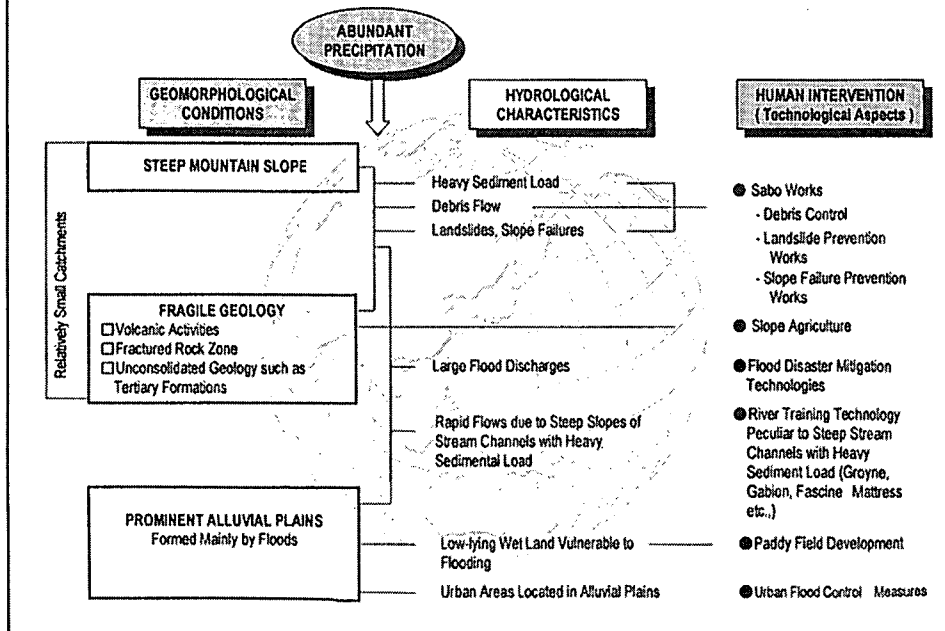 ABUNDANT
PRECIPITATION
GEOMORPHOLOGICAL
CONDITIONS
HYDROLOGICAL
CHARACTERISTICS
HUMAN INTERVENTION
( Technological Aspects )
Relatively Small Catchments
STEEP MOUNTAIN SLOPE
Heavy Sediment Load
Debris Flow
Landslides, Slope Failures
● Sabo Works
- Debris Control
- Landslide Prevention
Works
- Slope Failure Prevention
Works
FRAGILE GEOLOGY
□ Volcanic Activities
□ Fractured Rock Zone
□ Unconsolidated Geology such as
Tertiary Formations
● Slope Agriculture
Largo Flood Discharges
● Flood Disaster Mitigation
Technologies
Rapid Flows due to Steep Slopes of
Stream Channels with Heavy
Sedimental Load
● River Training Technology
Peculiar to Steep Stream
Channels with Heavy
Sediment Load (Groyne,
Gabion, Fascine Mattress
etc.,)
PROMINENT ALLUVIAL PLAINS
Formed Mainly by Floods
Low-lying Wet Land Vulnerable to
Flooding
● Paddy Field Development
Urban Areas Located in Alluvial Plains
● Urban Flood Control Measures